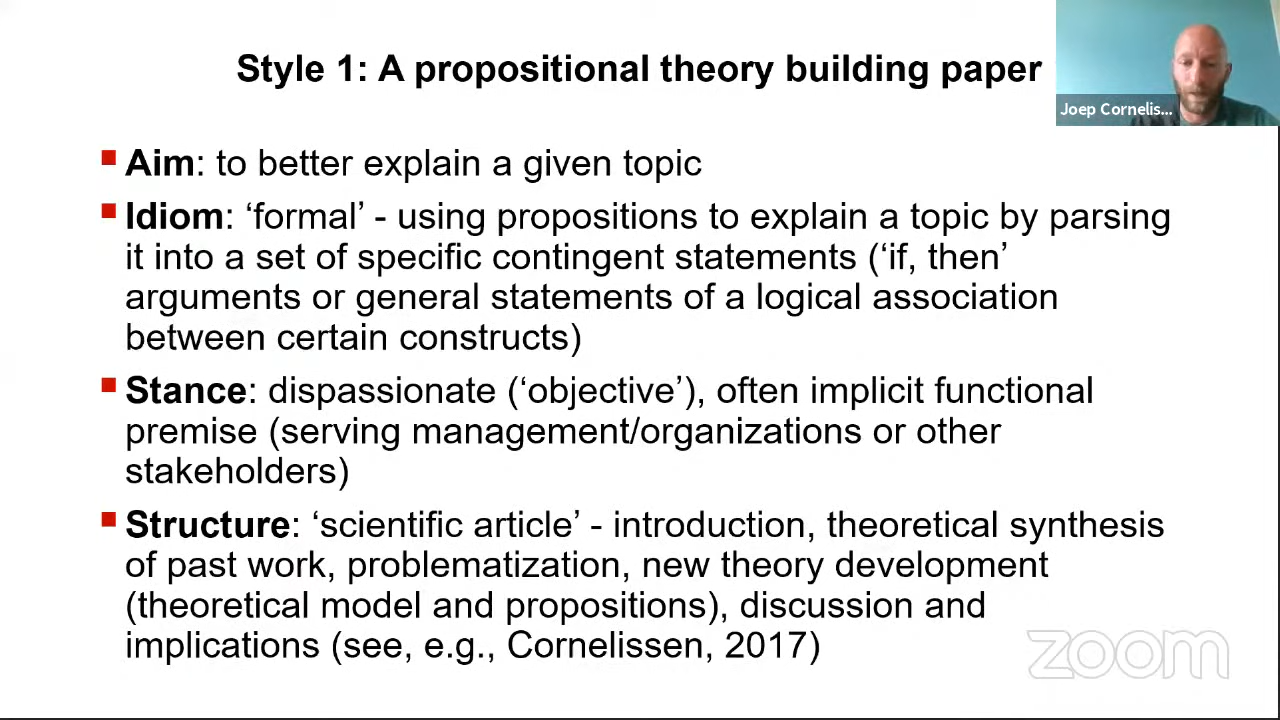 Style 1: A propositional theory building paper
Joep Cornelis...
Aim: to better explain a given topic
Idiom: ‘formal’ - using propositions to explain a topic by parsing
it into a set of specific contingent statements (‘if, then’
arguments or general statements of a logical association
between certain constructs)
Stance: dispassionate (‘objective’), often implicit functional
premise (serving management/organizations or other
stakeholders)
Structure: ‘scientific article’ - introduction, theoretical synthesis
of past work, problematization, new theory development
(theoretical model and propositions), discussion and
implications (see, e.g., Cornelissen, 2017)
zoom